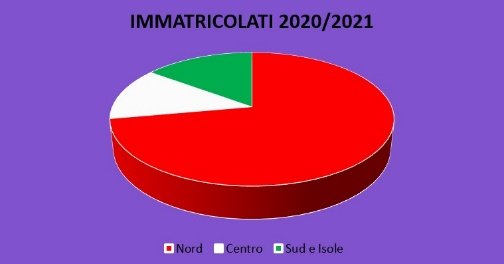 IMMATRICOLATI 2020/2021
Nord Centro Sud e Isole